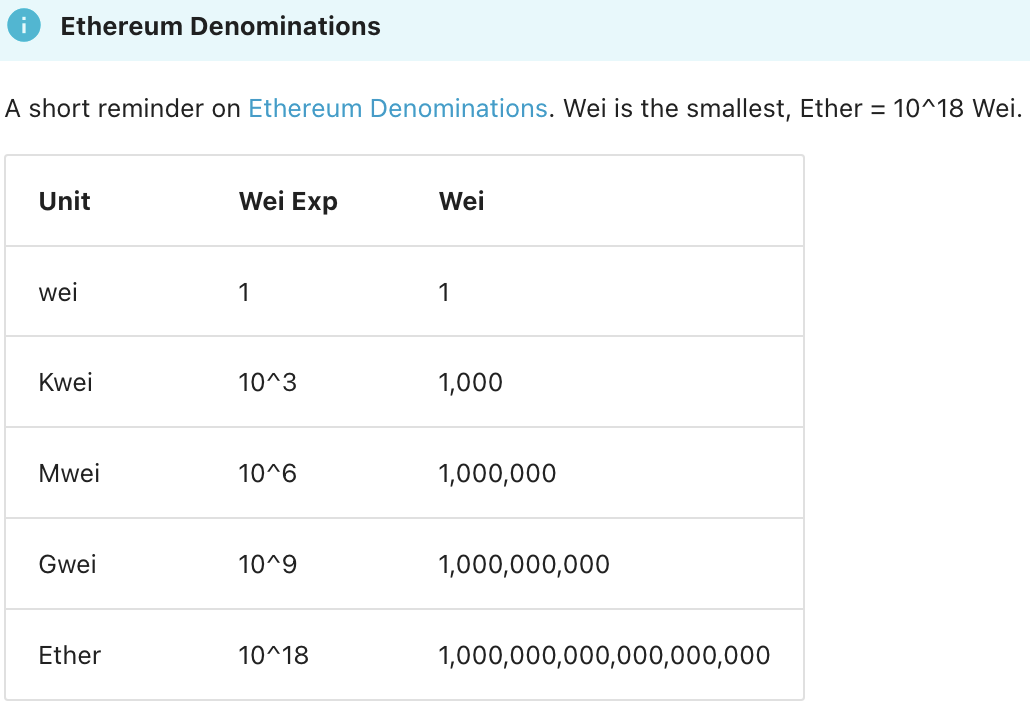 Ethereum Denominations
A short reminder on Ethereum Denominations. Wei is the smallest, Ether = 10^18 Wei.
Unit Wei Exp Wei
wei 1 1
Kwei 10^3 1,000
Mwei 10^6 1,000,000
Gwei 10^9 1,000,000,000
Ether 10^18 1,000,000,000,000,000,000